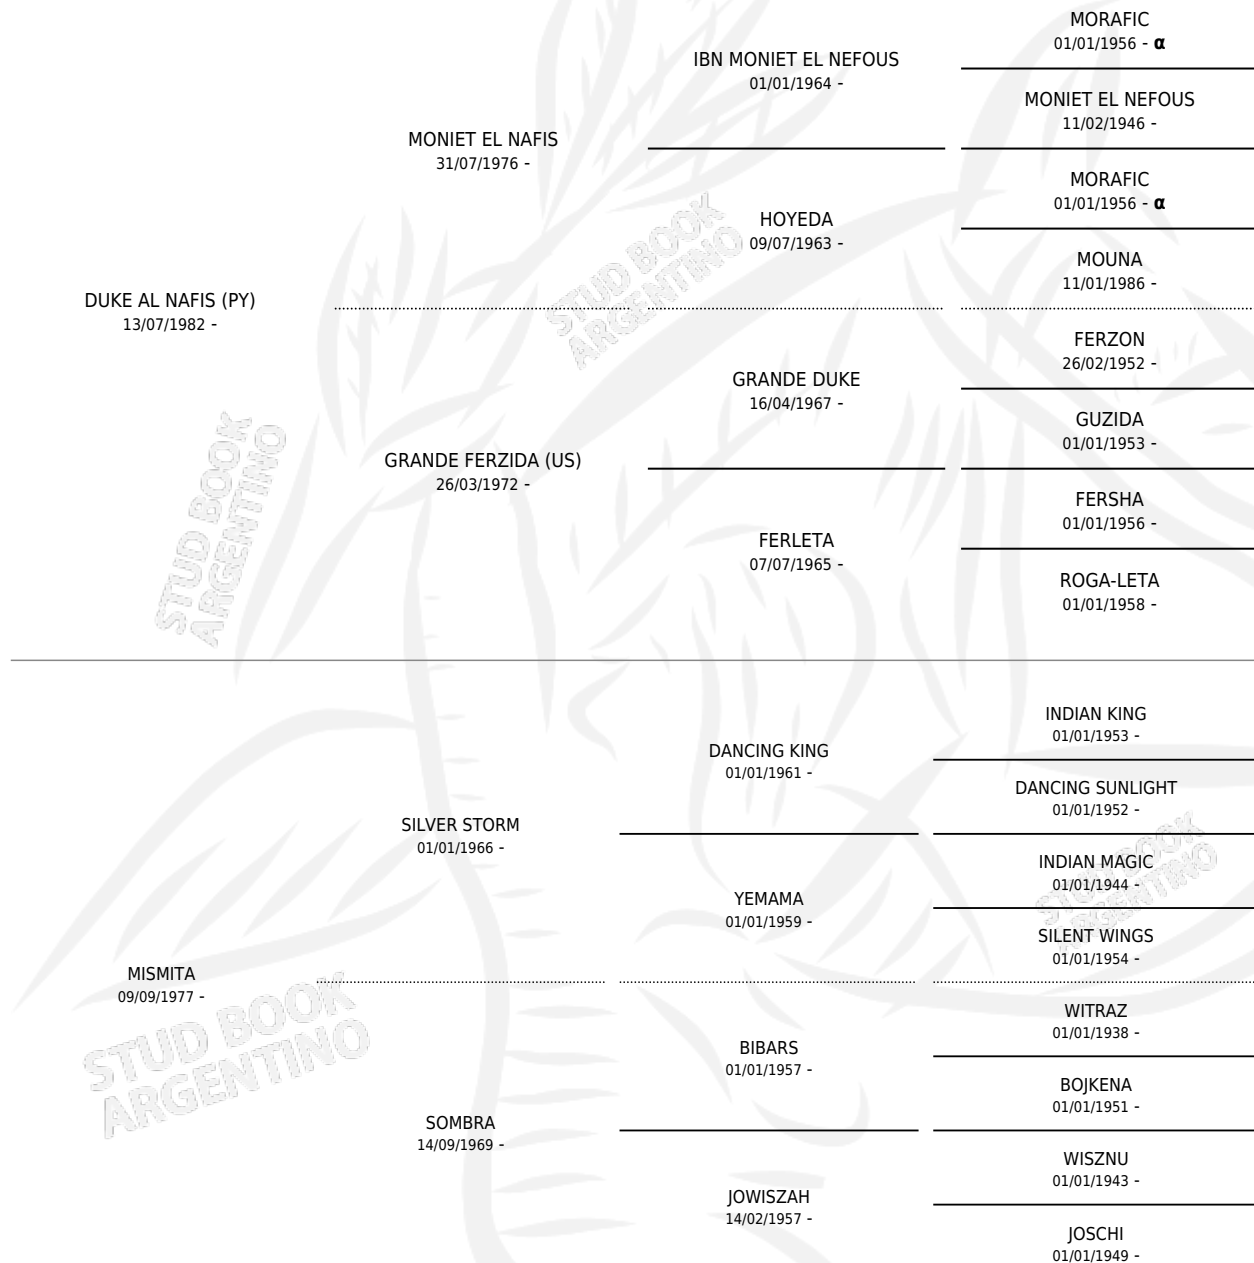 MORAFIC
01/01/1956 - α
IBN MONIET EL NEFOUS
01/01/1964 -
MONIET EL NEFOUS
11/02/1946 -
MONIET EL NAFIS
31/07/1976 -
MORAFIC
01/01/1956 - α
HOYEDA
09/07/1963 -
MOUNA
11/01/1986 -
DUKE AL NAFIS (PY)
13/07/1982 -
FERZON
26/02/1952 -
GRANDE DUKE
16/04/1967 -
GUZIDA
01/01/1953 -
GRANDE FERZIDA (US)
26/03/1972 -
FERSHA
01/01/1956 -
FERLETA
07/07/1965 -
ROGA-LETA
01/01/1958 -
INDIAN KING
01/01/1953 -
DANCING KING
01/01/1961 -
DANCING SUNLIGHT
01/01/1952 -
SILVER STORM
01/01/1966 -
INDIAN MAGIC
01/01/1944 -
YEMAMA
01/01/1959 -
SILENT WINGS
01/01/1954 -
MISMITA
09/09/1977 -
WITRAZ
01/01/1938 -
BIBARS
01/01/1957 -
BOJKENA
01/01/1951 -
SOMBRA
14/09/1969 -
WISZNU
01/01/1943 -
JOWISZAH
14/02/1957 -
JOSCHI
01/01/1949 -
STUD BOOK
ARGENTINO
STUD BOOK
ARGENTINO
STUD BOOK
ARGENTINO
STUD BOOK
ARGENTINO